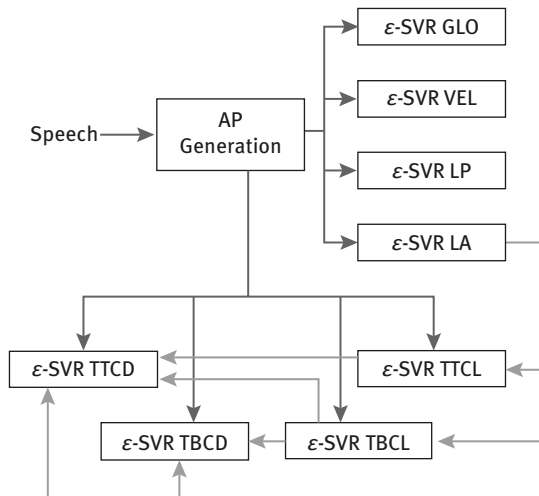 ε-SVR GLO
ε-SVR VEL
Speech
AP
Generation
ε-SVR LP
ε-SVR LA
ε-SVR TTCD
ε-SVR TTCL
ε-SVR TBCD
ε-SVR TBCL